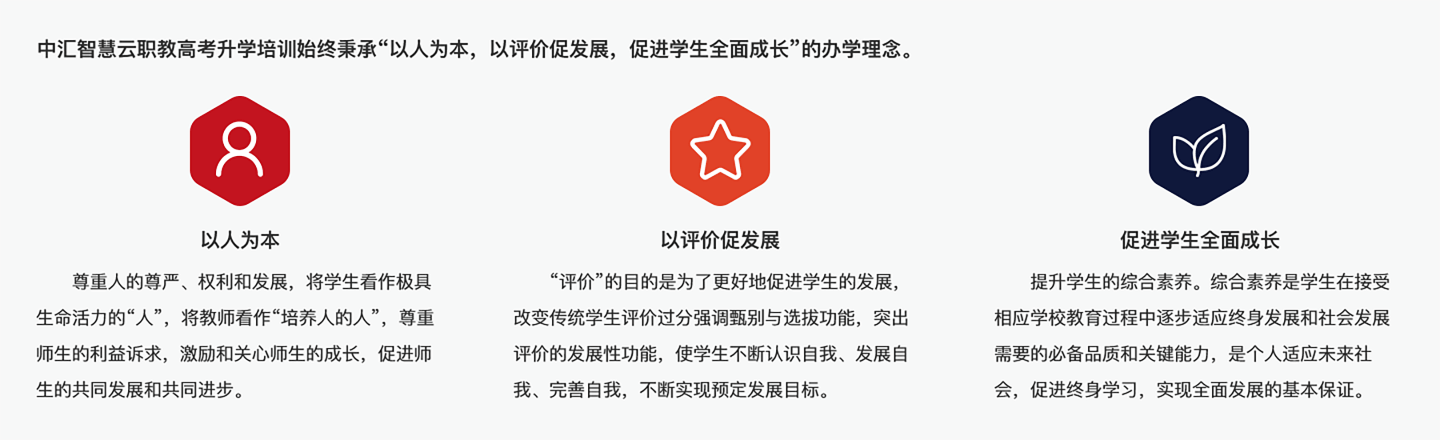 中汇智慧云职教高考升学培训始终秉承“以人为本，以评价促发展，促进学生全面成长”的办学理念。
以人为本
尊重人的尊严、权利和发展，将学生看作极具
生命活力的“人”，将教师看作“培养人的人”，尊重
师生的利益诉求，激励和关心师生的成长，促进师
生的共同发展和共同进步。
以评价促发展
“评价”的目的是为了更好地促进学生的发展，
改变传统学生评价过分强调甄别与选拔功能，突出
评价的发展性功能，使学生不断认识自我、发展自
我、完善自我，不断实现预定发展目标。
促进学生全面成长
提升学生的综合素养。综合素养是学生在接受
相应学校教育过程中逐步适应终身发展和社会发展
需要的必备品质和关键能力，是个人适应未来社
会，促进终身学习，实现全面发展的基本保证。